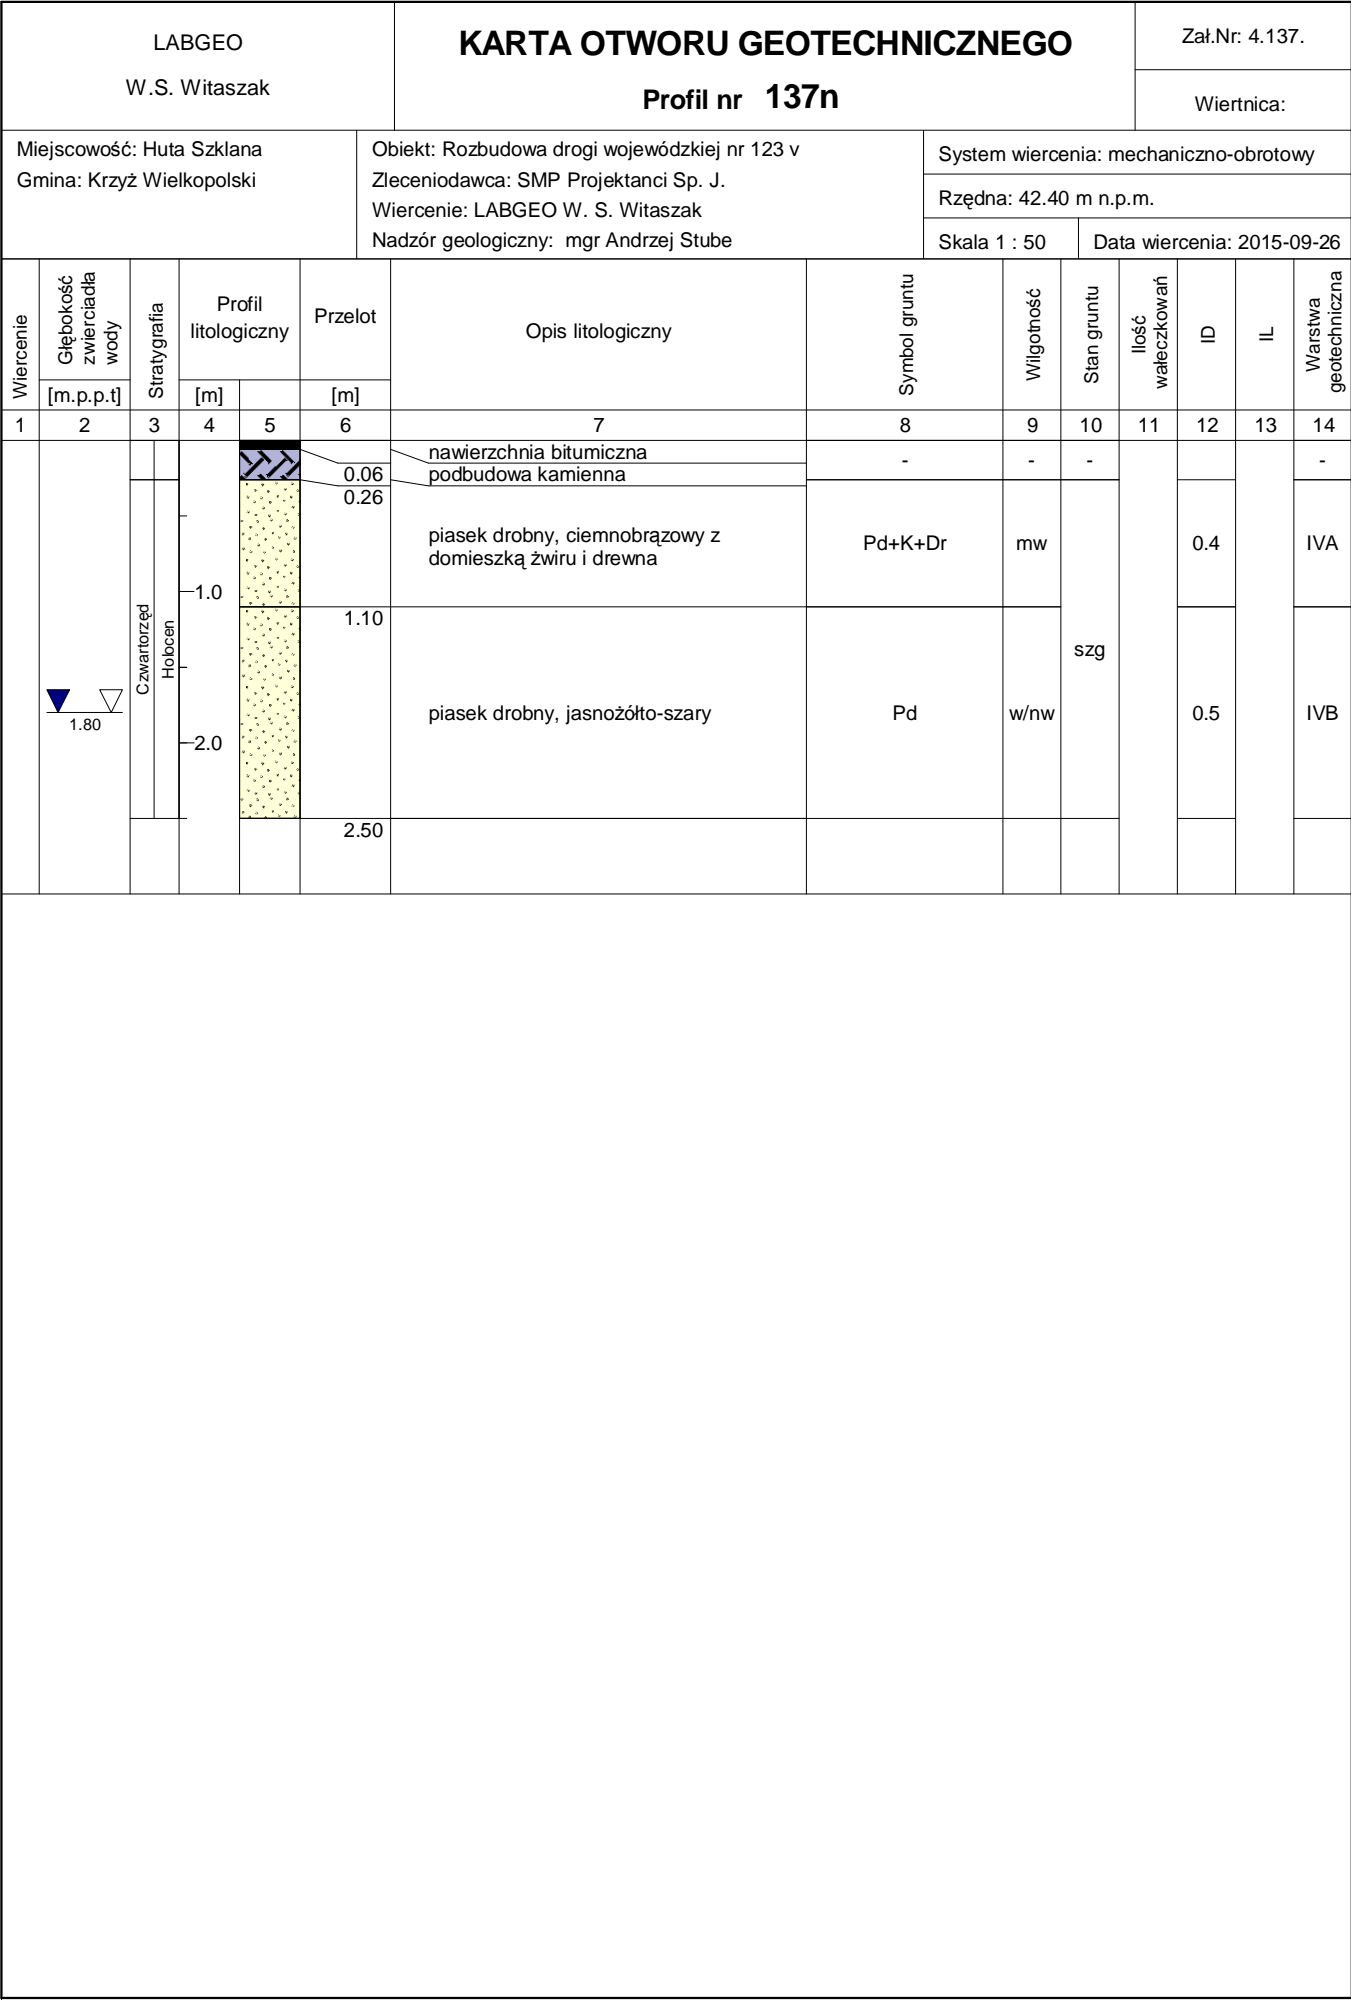 LABGEO
W.S. Witaszak
KARTA OTWORU GEOTECHNICZNEGO
Profil nr 137n
Zał.Nr: 4.137.
Wiertnica:
Miejscowość: Huta Szklana
Gmina: Krzyż Wielkopolski
Obiekt: Rozbudowa drogi wojewódzkiej nr 123 v
Zleceniodawca: SMP Projektanci Sp. J.
Wiercenie: LABGEO W. S. Witaszak
Nadzór geologiczny: mgr Andrzej Stube
System wiercenia: mechaniczno-obrotowy
Rzędna: 42.40 m n.p.m.
Skala 1 : 50
Data wiercenia: 2015-09-26
Wiercenie
Głębokość
zwierciadła
wody
[m.p.p.t]
Stratygrafia
Profil
litologiczny
[m]
Przelot
[m]
Opis litologiczny
Symbol gruntu
Wilgotność
Stan gruntu
Ilość
wałeczkowań
ID
IL
Warstwa
geotechniczna
1 2 3 4 5 6 7 8 9 10 11 12 13 14
nawierzchnia bitumiczna
- - - -
0.06 podbudowa kamienna
0.26
piasek drobny, ciemnobrązowy z
domieszką żwiru i drewna
Pd+K+Dr mw 0.4 IVA
1.0
1.10
Czwartorzęd
Holocen
szg
1.80
piasek drobny, jasnożółto-szary Pd w/nw 0.5 IVB
2.0
2.50